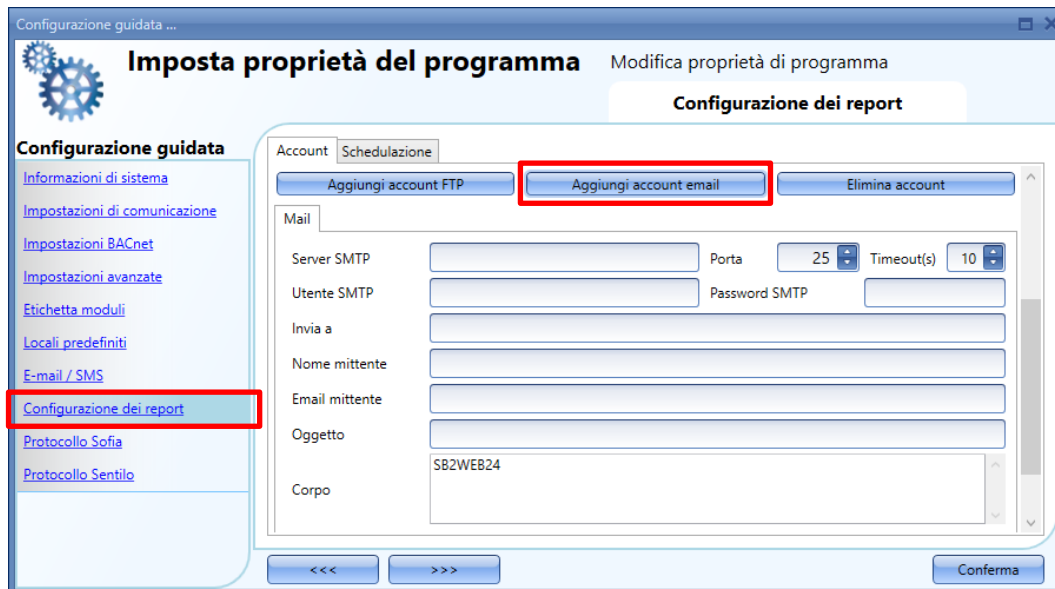 Configurazione guidata ...
Imposta proprietà del programma
Modifica proprietà di programma
Configurazione dei report
Configurazione guidata
Informazioni di sistema
Impostazioni di comunicazione
Impostazioni BACnet
Impostazioni avanzate
Etichetta moduli
Locali predefiniti
E-mail / SMS
Configurazione dei report
Protocollo Sofia
Protocollo Sentilo
Account Schedulazione
Aggiungi account FTP Aggiungi account email Elimina account
Mail
Server SMTP Porta 25 Timeout(s) 10
Utente SMTP Password SMTP
Invia a
Nome mittente
Email mittente
Oggetto
SB2WEB24
Corpo
<<< >>> Conferma